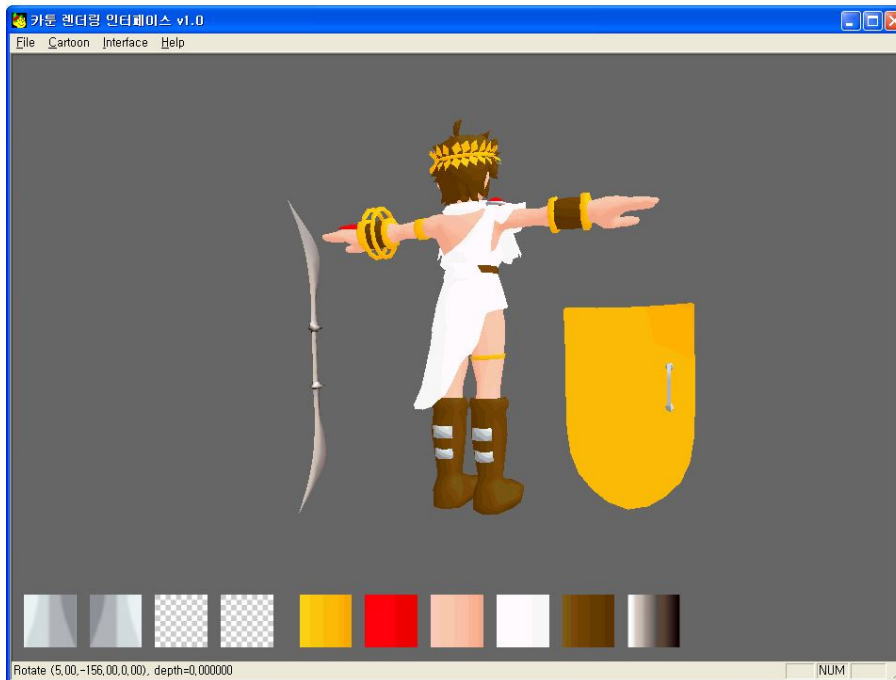 카툰 렌더링 인터페이스 v1.0
File Cartoon Interface Help
Rotate (5,00,-156,00,0,00), depth=0,000000 NUM